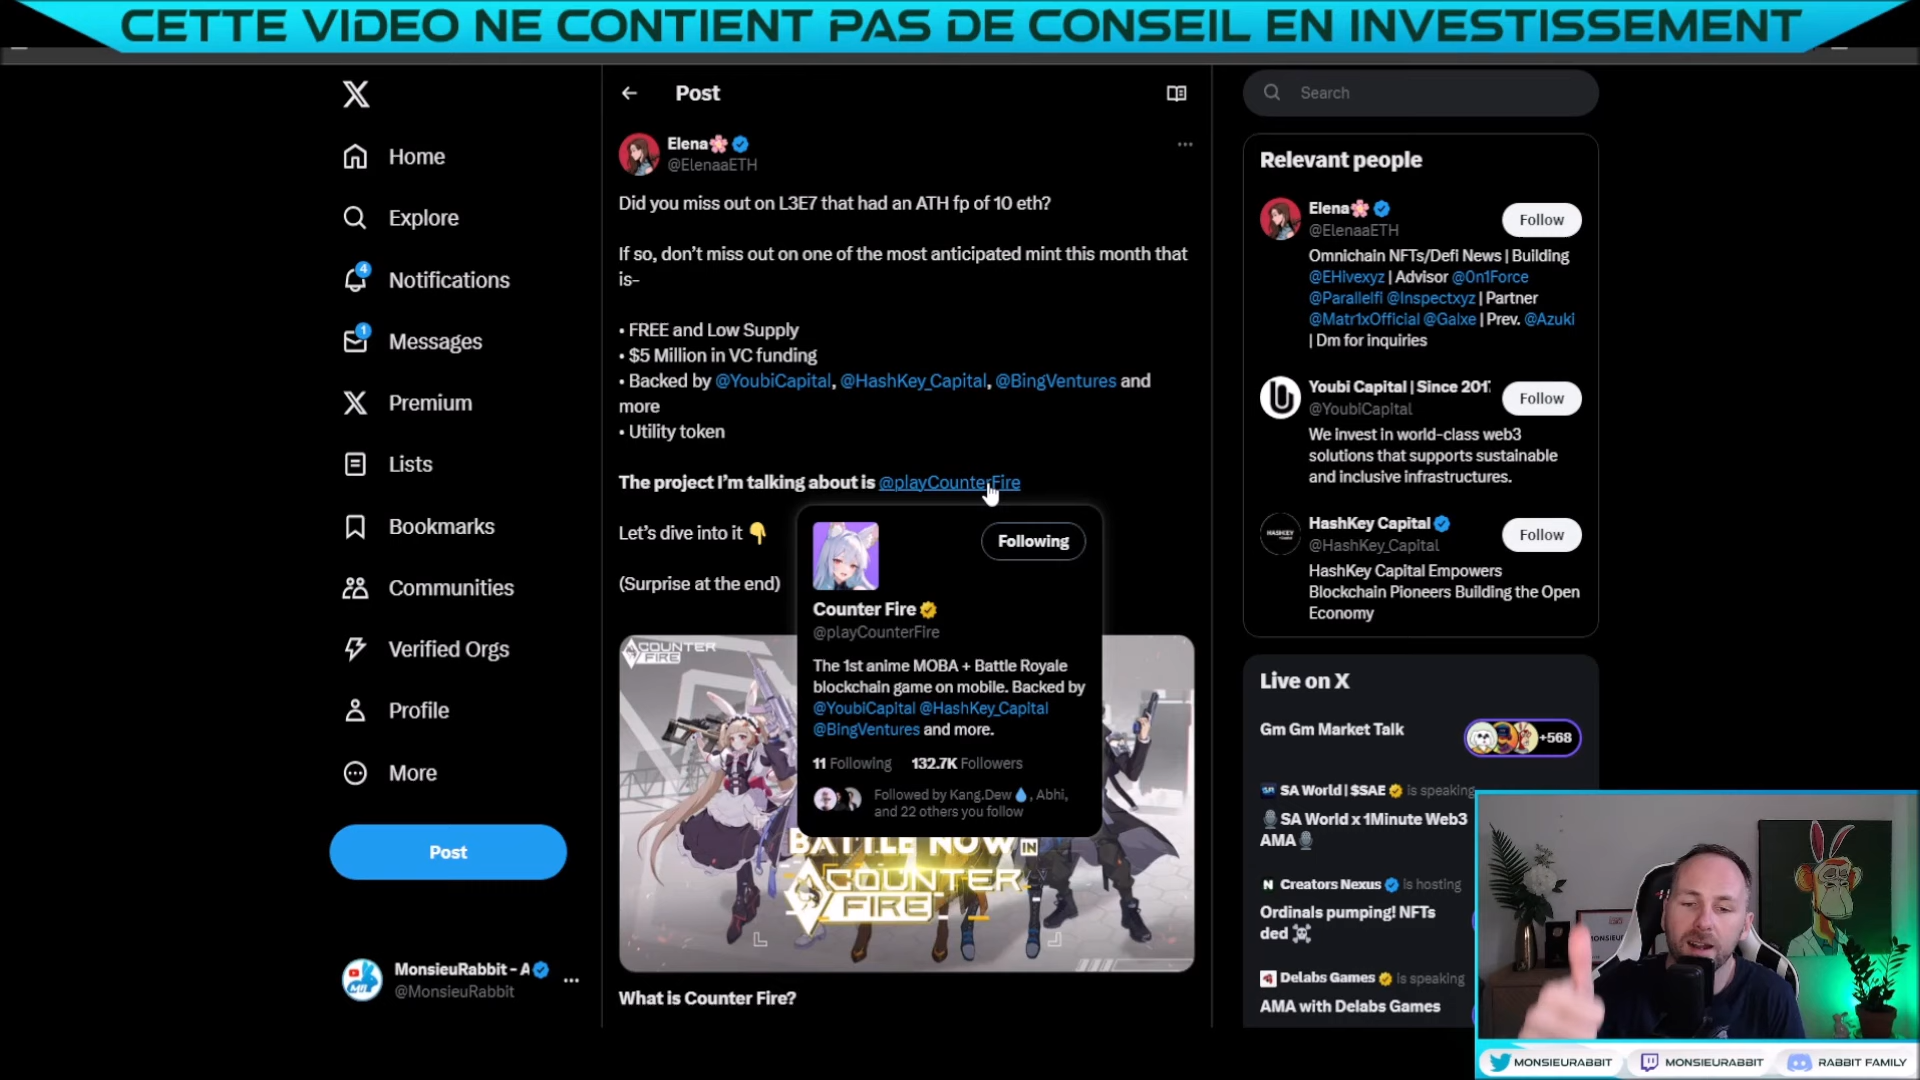 CETTE VIDEO NE CONTIENT PAS DE CONSEIL EN INVESTISSEMENT
Home
Explore
4
Notifications
1
Messages
Premium
Lists
Bookmarks
Communities
Verified Orgs
Profile
More
Post
MonsieuRabbit - A
@MonsieuRabbit
Post
Elena🌸
@ElenaaETH
Did you miss out on L3E7 that had an ATH fp of 10 eth?
If so, don’t miss out on one of the most anticipated mint this month that
is-
• FREE and Low Supply
• $5 Million in VC funding
• Backed by @YoubiCapital, @HashKey_Capital, @BingVentures and
more
• Utility token
The project I’m talking about is @playCounterFire
Let’s dive into it 👇
(Surprise at the end)
Following
Counter Fire
@playCounterFire
The 1st anime MOBA + Battle Royale
blockchain game on mobile. Backed by
@YoubiCapital @HashKey_Capital
@BingVentures and more.
11 Following 132.7K Followers
Followed by Kang.Dew💧, Abhi,
and 22 others you follow
COUNTER
FIRE
BATTLE NOW IN
COUNTER
FIRE
What is Counter Fire?
Search
Relevant people
Elena🌸
@ElenaaETH
Follow
Omnichain NFTs/Defi News | Building
@EHIvexyz | Advisor @0n1Force
@Parallelfi @Inspectxyz | Partner
@Matr1xOfficial @Galxe | Prev. @Azuki
| Dm for inquiries
Youbi Capital | Since 2017
@YoubiCapital
Follow
We invest in world-class web3
solutions that supports sustainable
and inclusive infrastructures.
HASHKEY
HashKey Capital
@HashKey_Capital
Follow
HashKey Capital Empowers
Blockchain Pioneers Building the Open
Economy
Live on X
Gm Gm Market Talk
+568
SA World | $SAE is speaking
🎙️SA World x 1Minute Web3
AMA🎙️
Creators Nexus is hosting
Ordinals pumping! NFTs
ded ☠️
Delabs Games is speaking
AMA with Delabs Games
MONSIEURABBIT
MONSIEURABBIT
RABBIT FAMILY